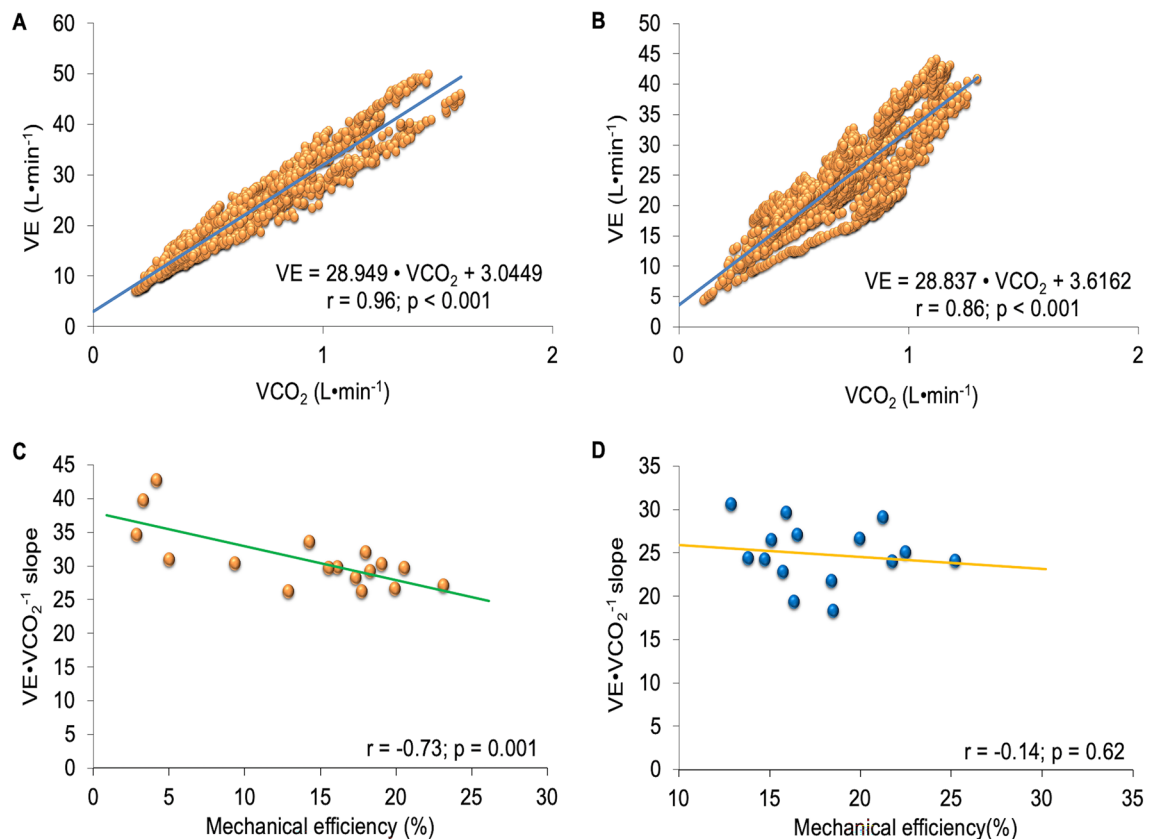 A
60
50
40
30
20
10
0
VE (L•min⁻¹)
VE = 28.949 • VCO₂ + 3.0449
r = 0.96; p < 0.001
0 1 2
VCO₂ (L•min⁻¹)
B
50
45
40
35
30
25
20
15
10
5
0
VE (L•min⁻¹)
VE = 28.837 • VCO₂ + 3.6162
r = 0.86; p < 0.001
0 1 2
VCO₂ (L•min⁻¹)
C
45
40
35
30
25
20
15
10
5
0
VE•VCO₂⁻¹ slope
r = -0.73; p = 0.001
0 5 10 15 20 25 30
Mechanical efficiency (%)
D
35
30
25
20
15
10
5
0
VE•VCO₂⁻¹ slope
r = -0.14; p = 0.62
10 15 20 25 30 35
Mechanical efficiency(%)